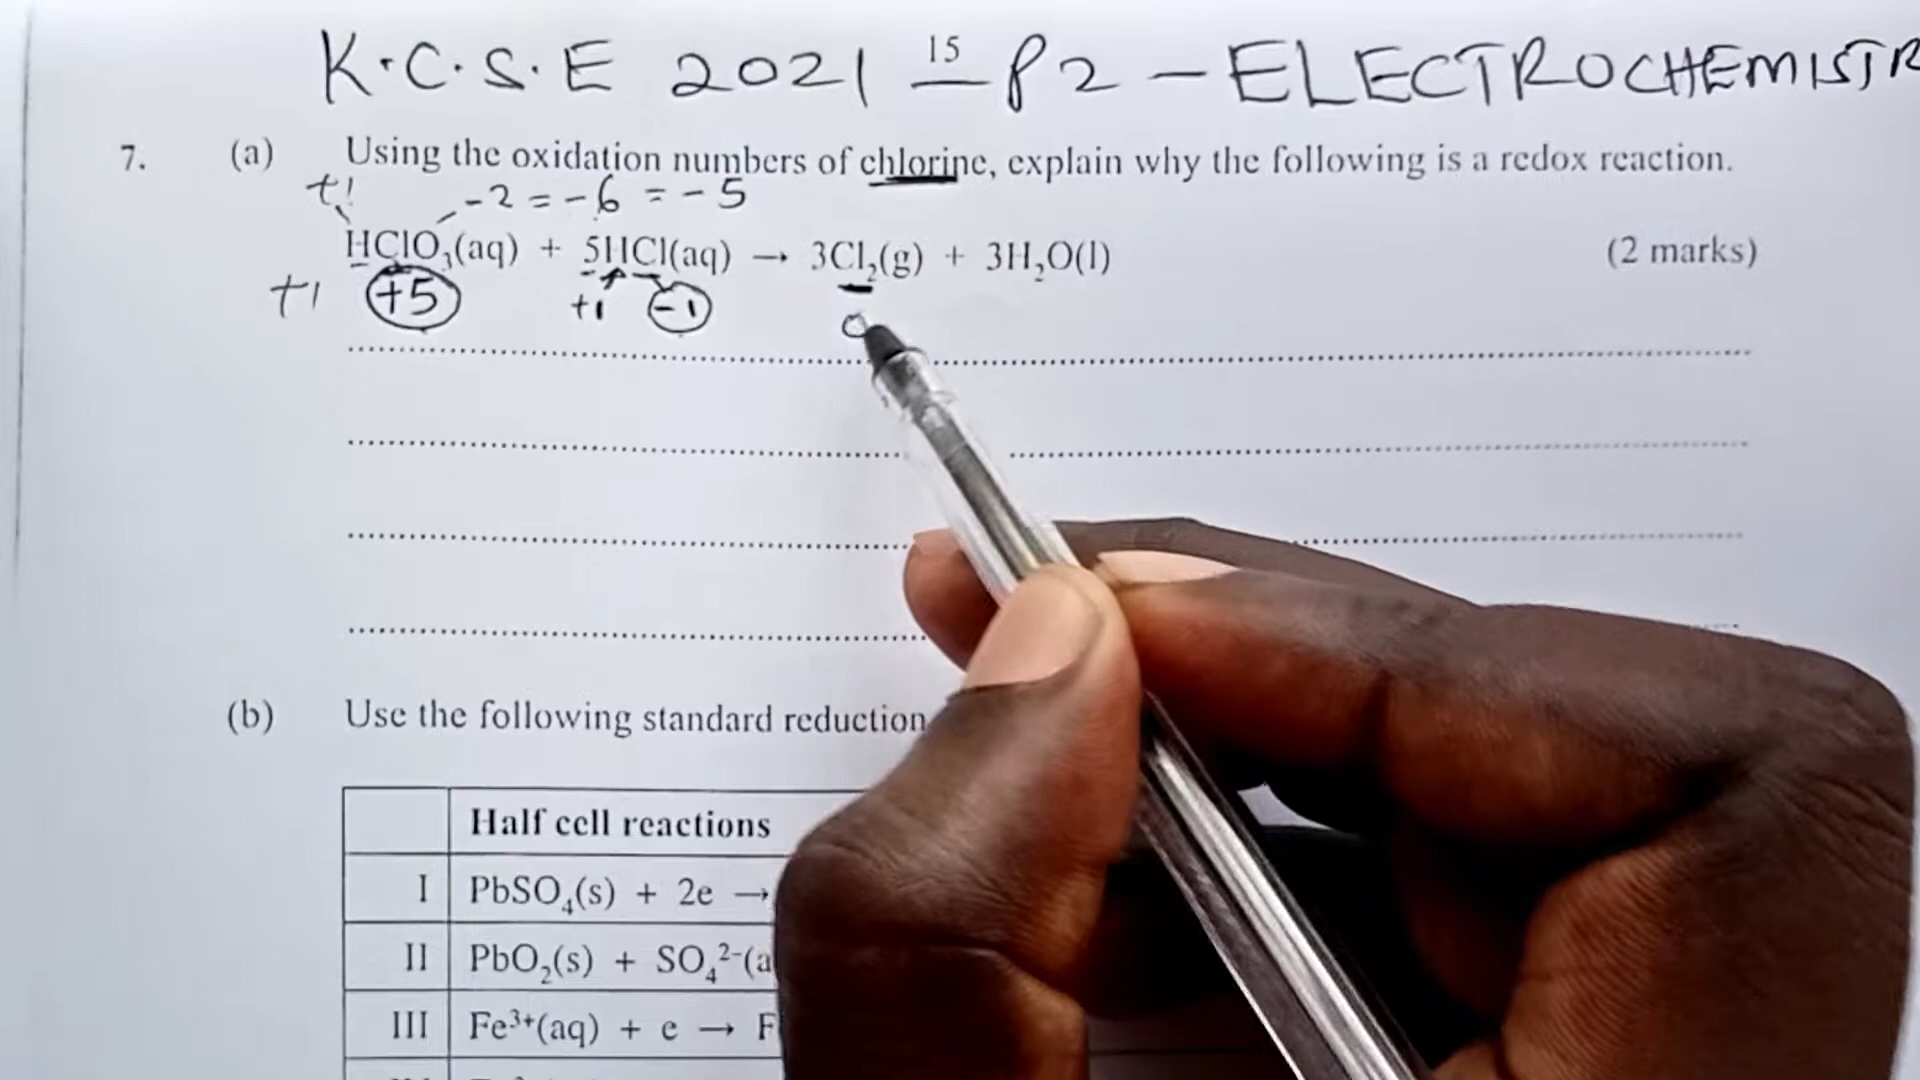 K.C.S.E 2021 15 P2 - ELECTROCHEMISTR
7. (a) Using the oxidation numbers of chlorine, explain why the following is a redox reaction.
+1 -2 = -6 = -5
HClO₃(aq) + 5HCl(aq) → 3Cl₂(g) + 3H₂O(l) (2 marks)
+1 +5 +1 -1 0
(b) Use the following standard reduction
Half cell reactions
I PbSO₄(s) + 2e →
II PbO₂(s) + SO₄²⁻(a
III Fe³⁺(aq) + e → F